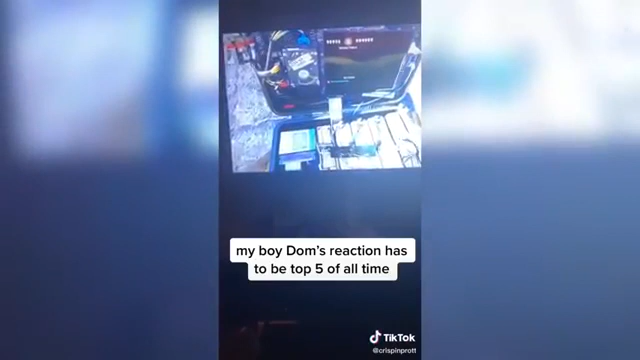 my boy Dom's reaction has
to be top 5 of all time
TikTok
@crispinprott